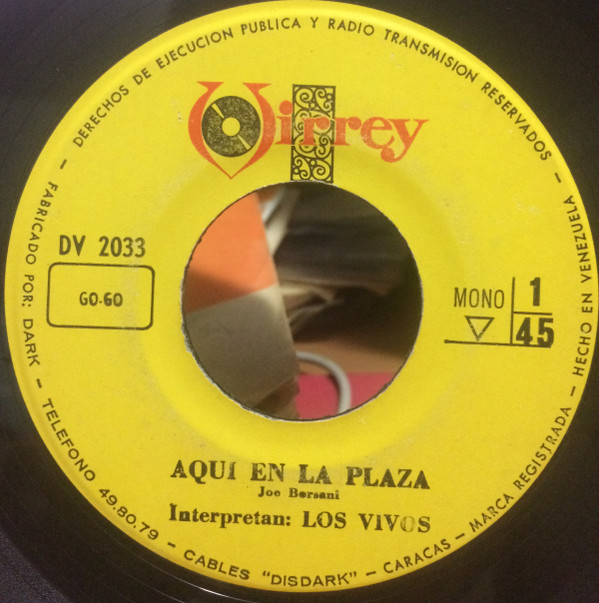 DERECHOS DE EJECUCION PUBLICA Y RADIO TRANSMISION RESERVADOS
Virrey
DV 2033
GO-GO
MONO 1
45
AQUI EN LA PLAZA
Joe Borsani
Interpretan: LOS VIVOS
FABRICADO POR: DARK - TELEFONO 49.80.79 - CABLES "DISDARK" - CARACAS - MARCA REGISTRADA - HECHO EN VENEZUELA -